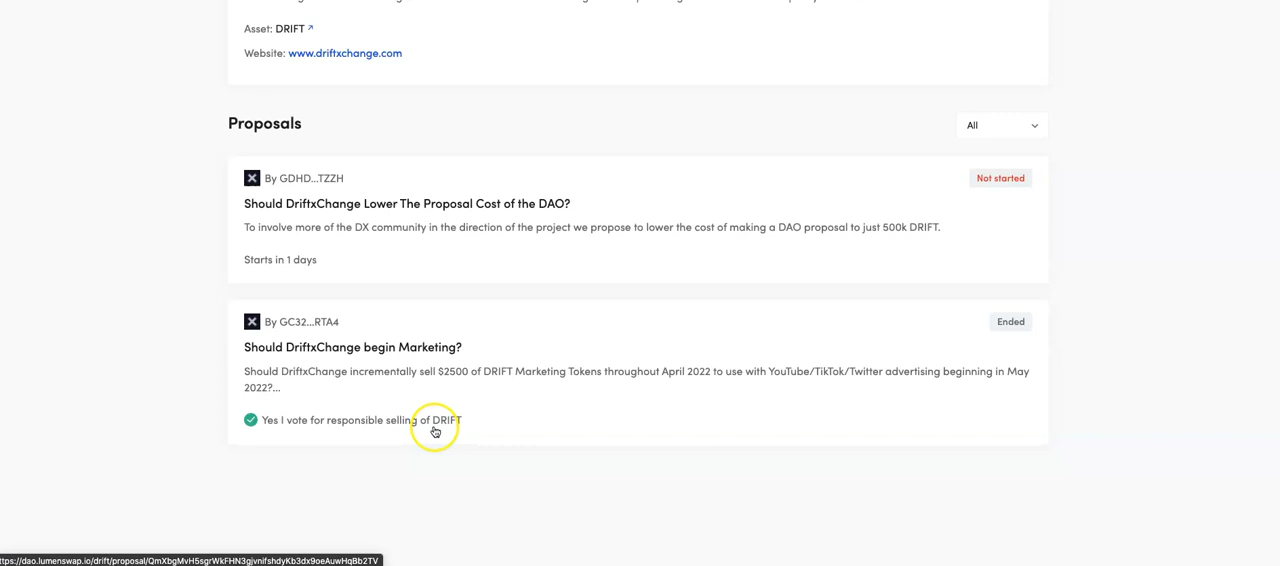 Asset: DRIFT ↗
Website: www.driftxchange.com
Proposals
All
By GDHD...TZZH
Not started
Should DriftxChange Lower The Proposal Cost of the DAO?
To involve more of the DX community in the direction of the project we propose to lower the cost of making a DAO proposal to just 500k DRIFT.
Starts in 1 days
By GC32...RTA4
Ended
Should DriftxChange begin Marketing?
Should DriftxChange incrementally sell $2500 of DRIFT Marketing Tokens throughout April 2022 to use with YouTube/TikTok/Twitter advertising beginning in May
2022?...
Yes I vote for responsible selling of DRIFT
ttps://dao.lumenswap.io/drift/proposal/QmXbgMvH5sgrWkFHN3gjvnifshdyKb3dx9oeAuwHqBb2TV